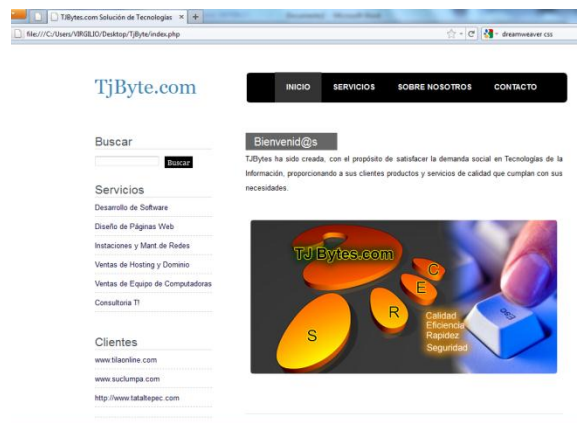 TJBytes.com Solución de Tecnologías
file:///C:/Users/VIRGILIO/Desktop/TjByte/index.php
dreamweaver css
TjByte.com
INICIO SERVICIOS SOBRE NOSOTROS CONTACTO
Buscar
Buscar
Servicios
Desarrollo de Software
Diseño de Páginas Web
Instaciones y Mant.de Redes
Ventas de Hosting y Dominio
Ventas de Equipo de Computadoras
Consultoria T!
Clientes
www.tilaonline.com
www.suclumpa.com
http://www.tataltepec.com
Bienvenid@s
TJBytes ha sido creada, con el propósito de satisfacer la demanda social en Tecnologías de la
Información, proporcionando a sus clientes productos y servicios de calidad que cumplan con sus
necesidades.
TJ Bytes.com
C
E
R
S
Calidad
Eficiencia
Rapidez
Seguridad
ESC